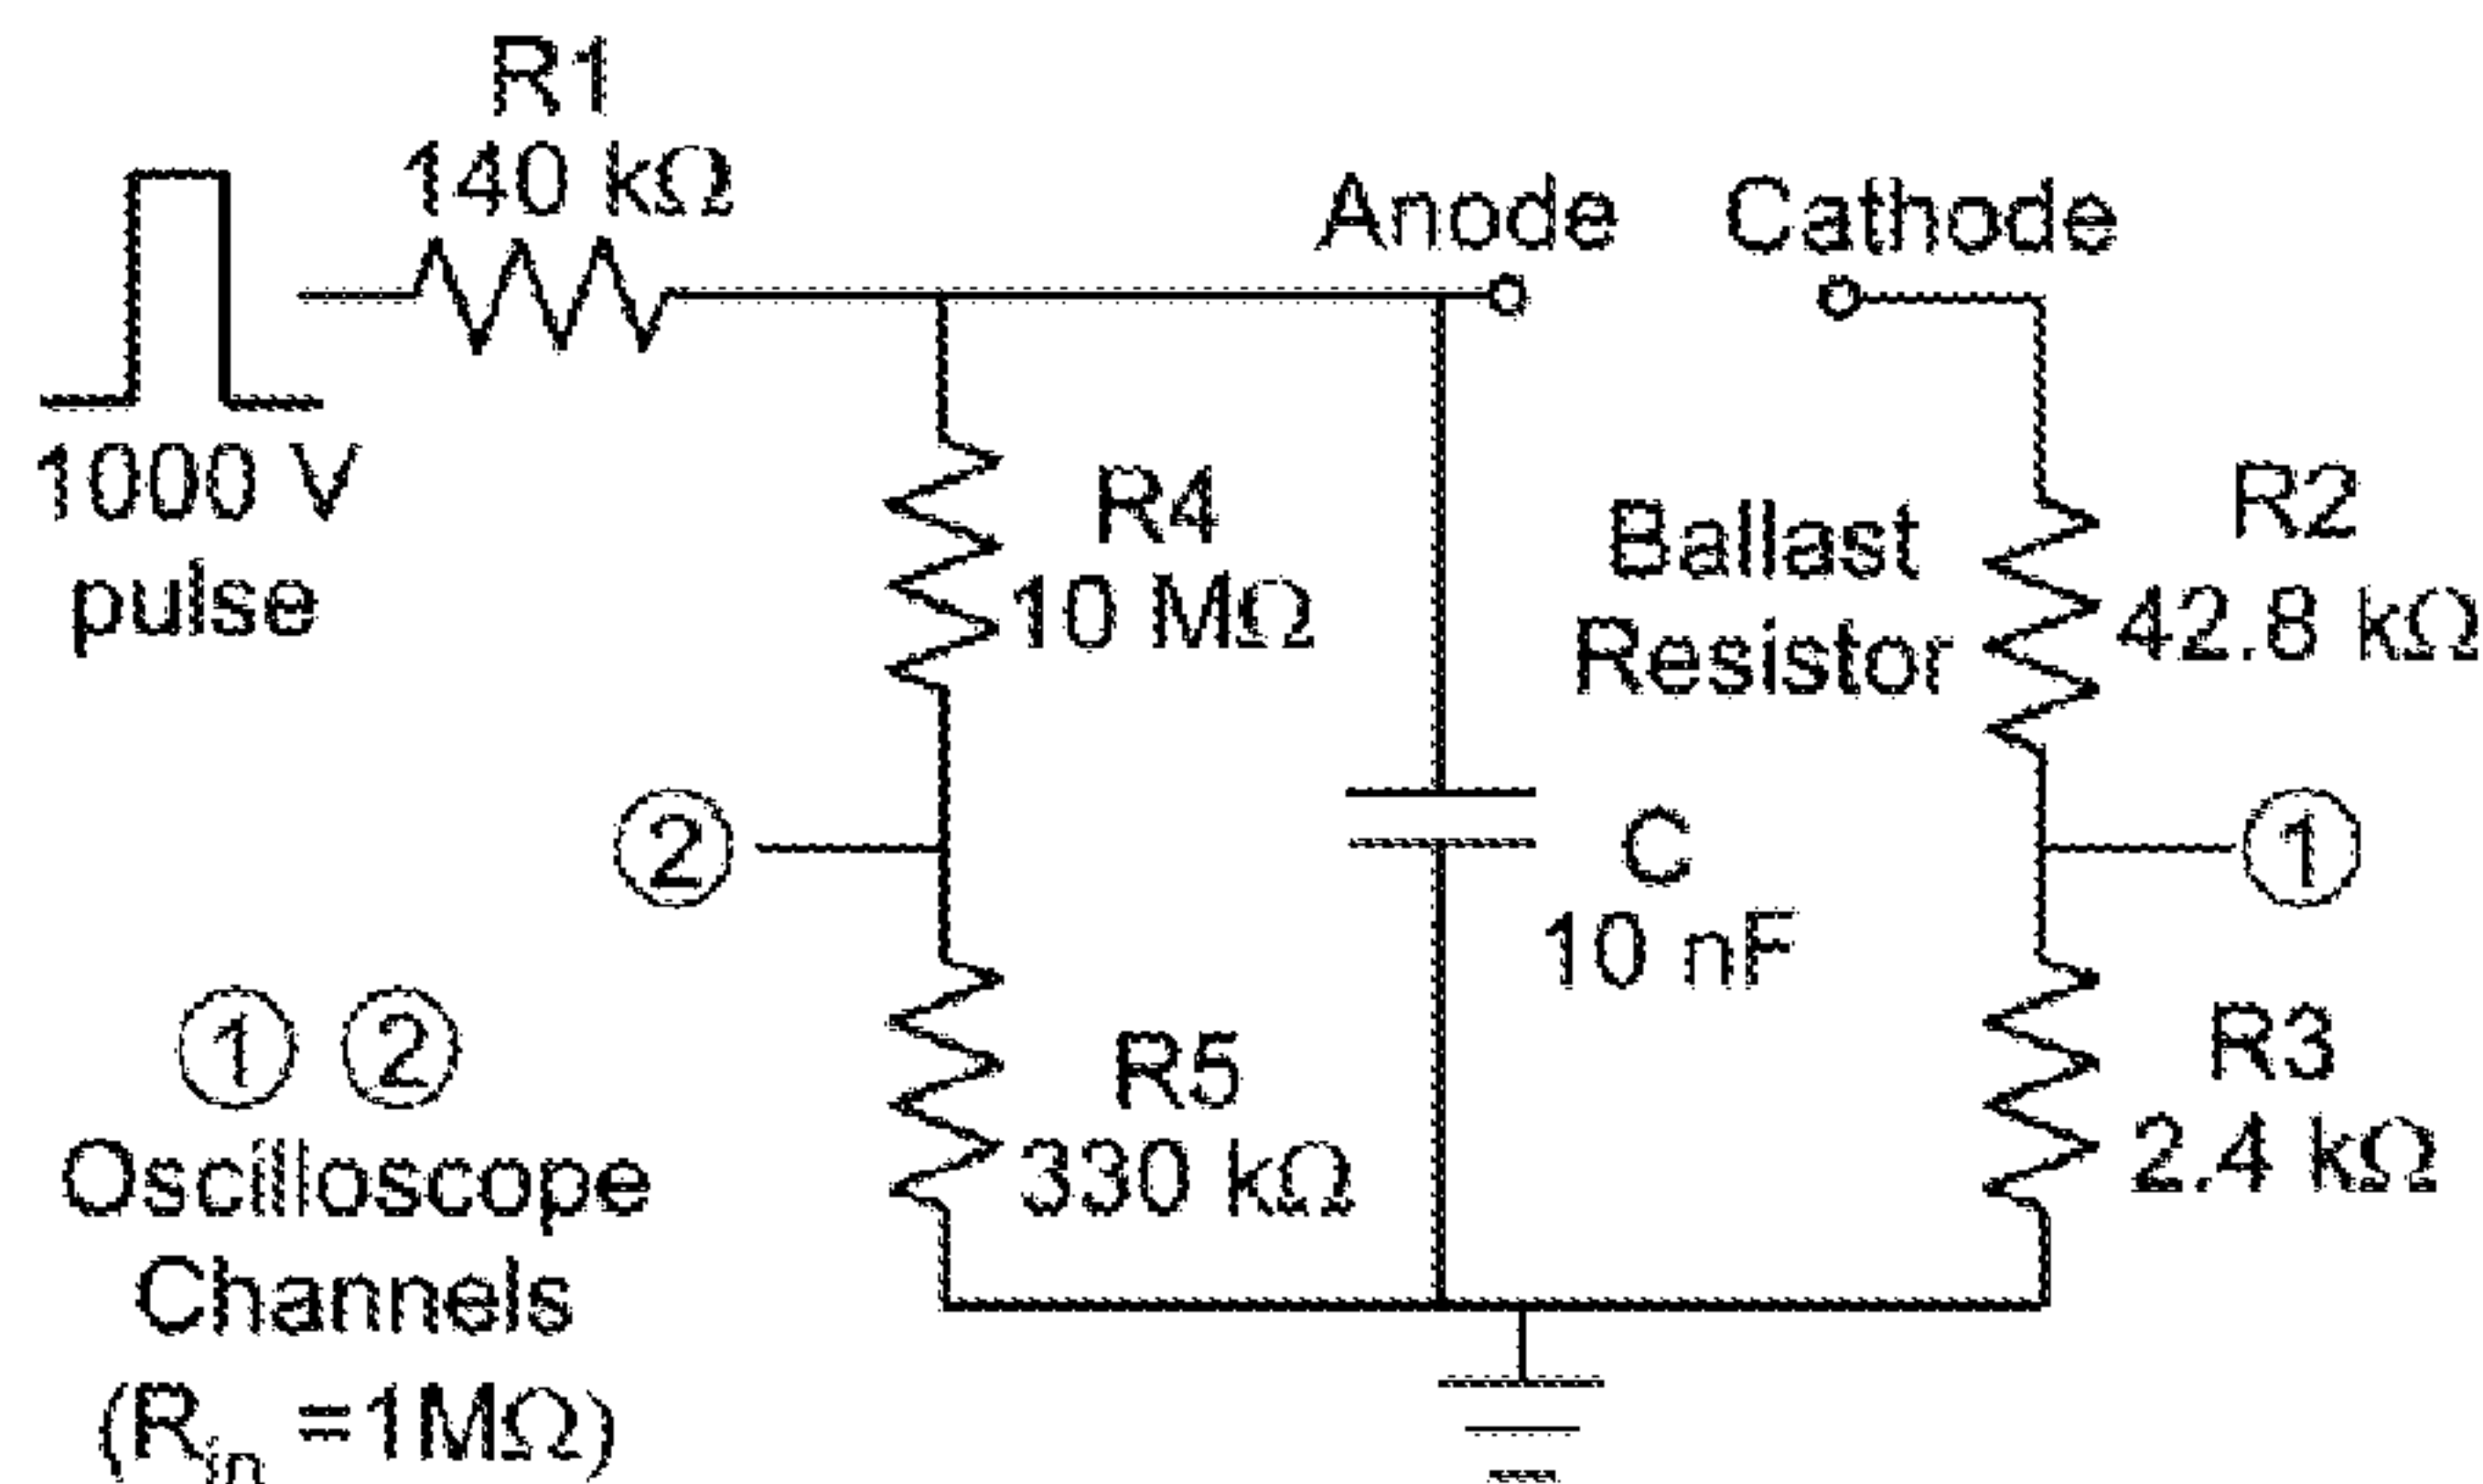 R1
140 kΩ
1000 V
pulse
Anode
Cathode
R4
10 MΩ
Ballast
Resistor
R2
42.8 kΩ
②
C
10 nF
①
① ②
Oscilloscope
Channels
(Rin =1MΩ)
R5
330 kΩ
R3
2.4 kΩ